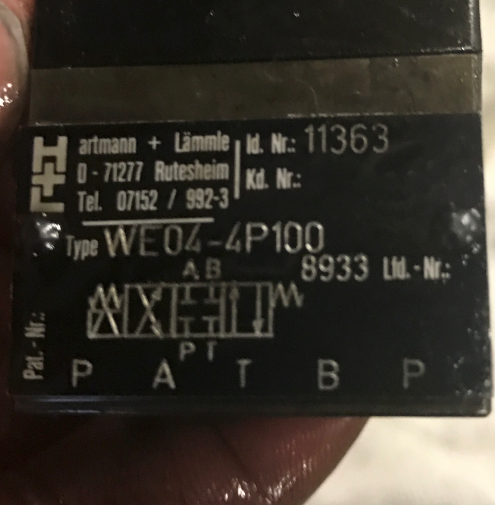 H+L
artmann + Lämmle Id. Nr.: 11363
D - 71277 Rutesheim Kd. Nr.:
Tel. 07152 / 992-3
Type WE04-4P100
A B 8933 Lfd.-Nr.:
P T
Pat.-Nr.:
P A T B P